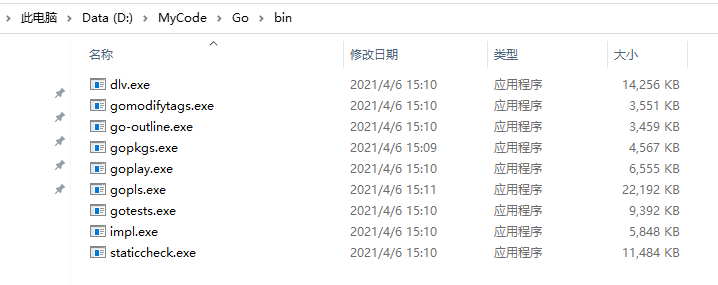 此电脑 > Data (D:) > MyCode > Go > bin
名称 修改日期 类型 大小
dlv.exe 2021/4/6 15:10 应用程序 14,256 KB
gomodifytags.exe 2021/4/6 15:10 应用程序 3,551 KB
go-outline.exe 2021/4/6 15:10 应用程序 3,459 KB
gopkgs.exe 2021/4/6 15:09 应用程序 4,567 KB
goplay.exe 2021/4/6 15:10 应用程序 6,555 KB
gopls.exe 2021/4/6 15:11 应用程序 22,192 KB
gotests.exe 2021/4/6 15:10 应用程序 9,392 KB
impl.exe 2021/4/6 15:10 应用程序 5,848 KB
staticcheck.exe 2021/4/6 15:10 应用程序 11,484 KB